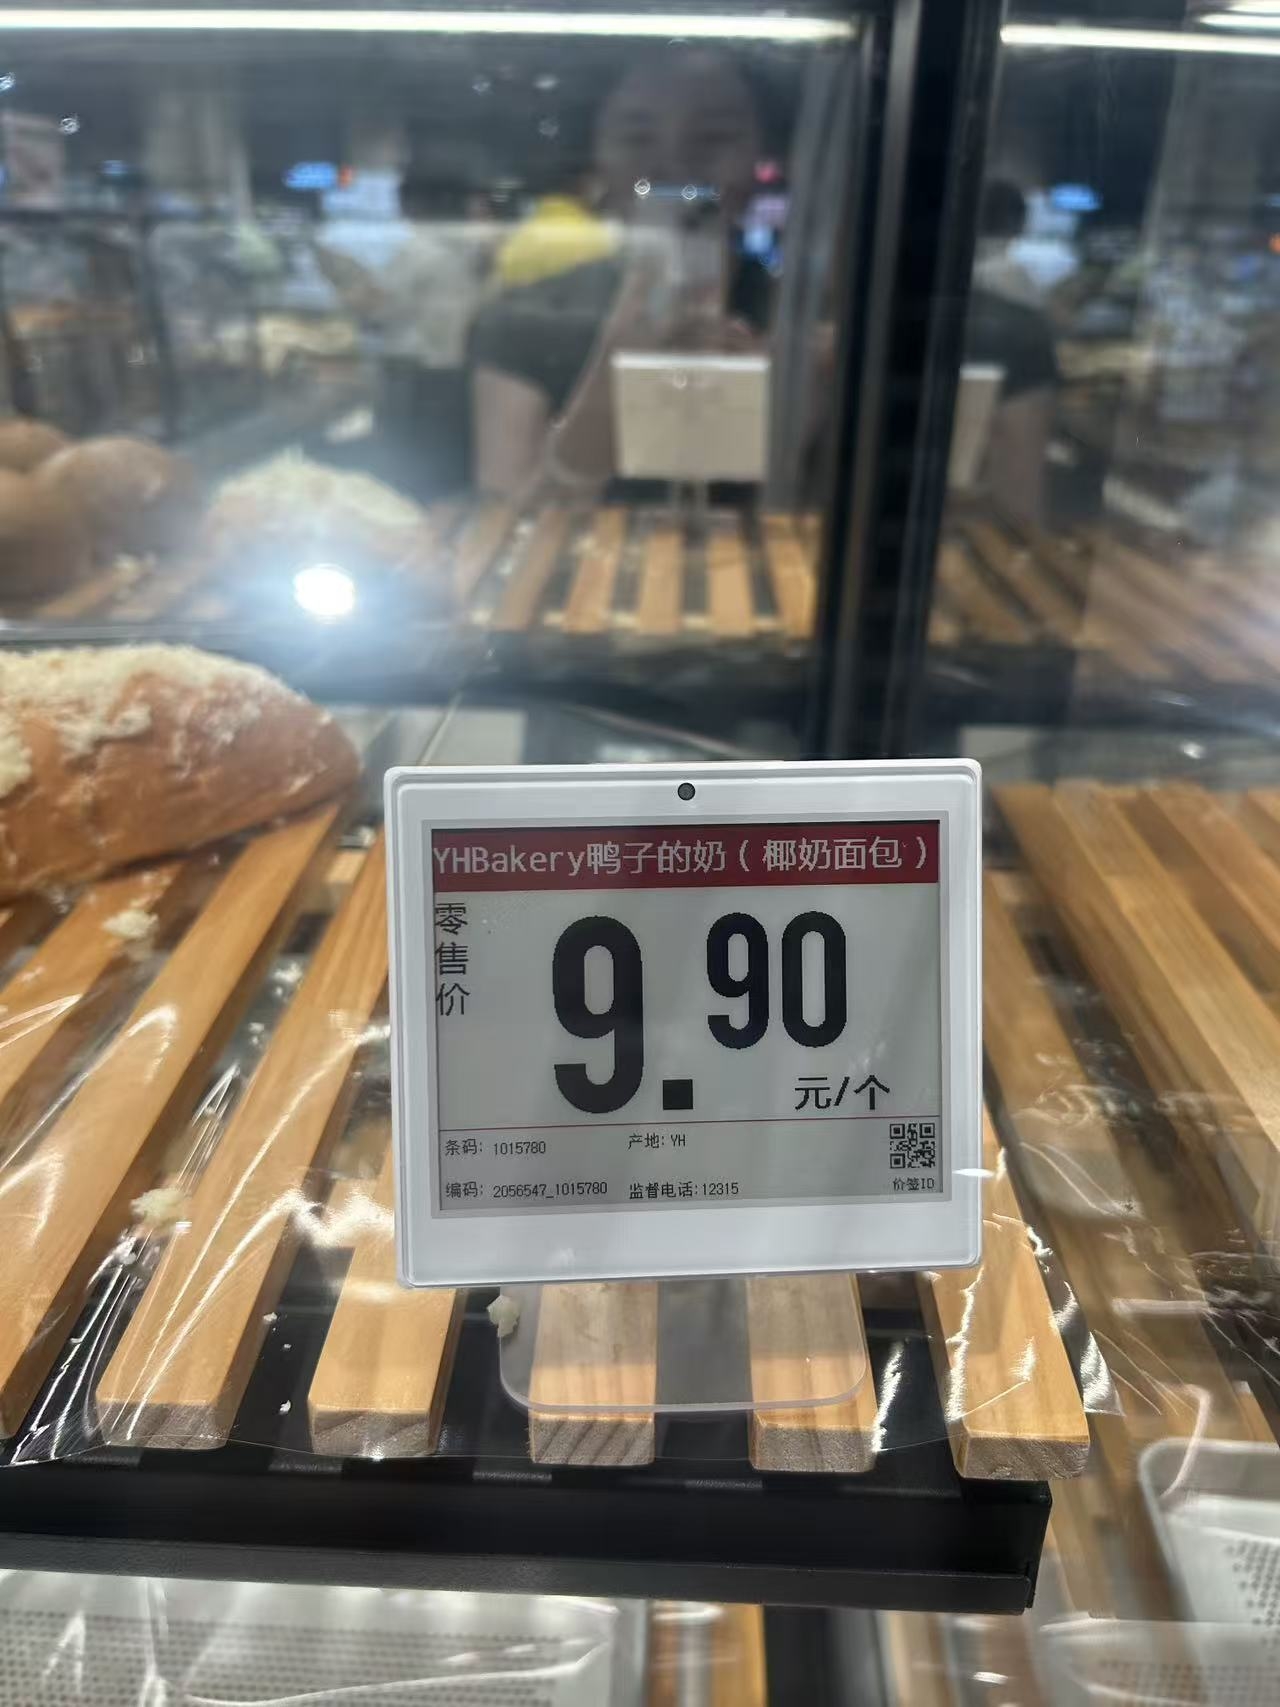 YHBakery鸭子的奶（椰奶面包）
零售价
9.90
元/个
条码: 1015780 产地: YH
编码: 2056547_1015780 监督电话:12315
价签ID